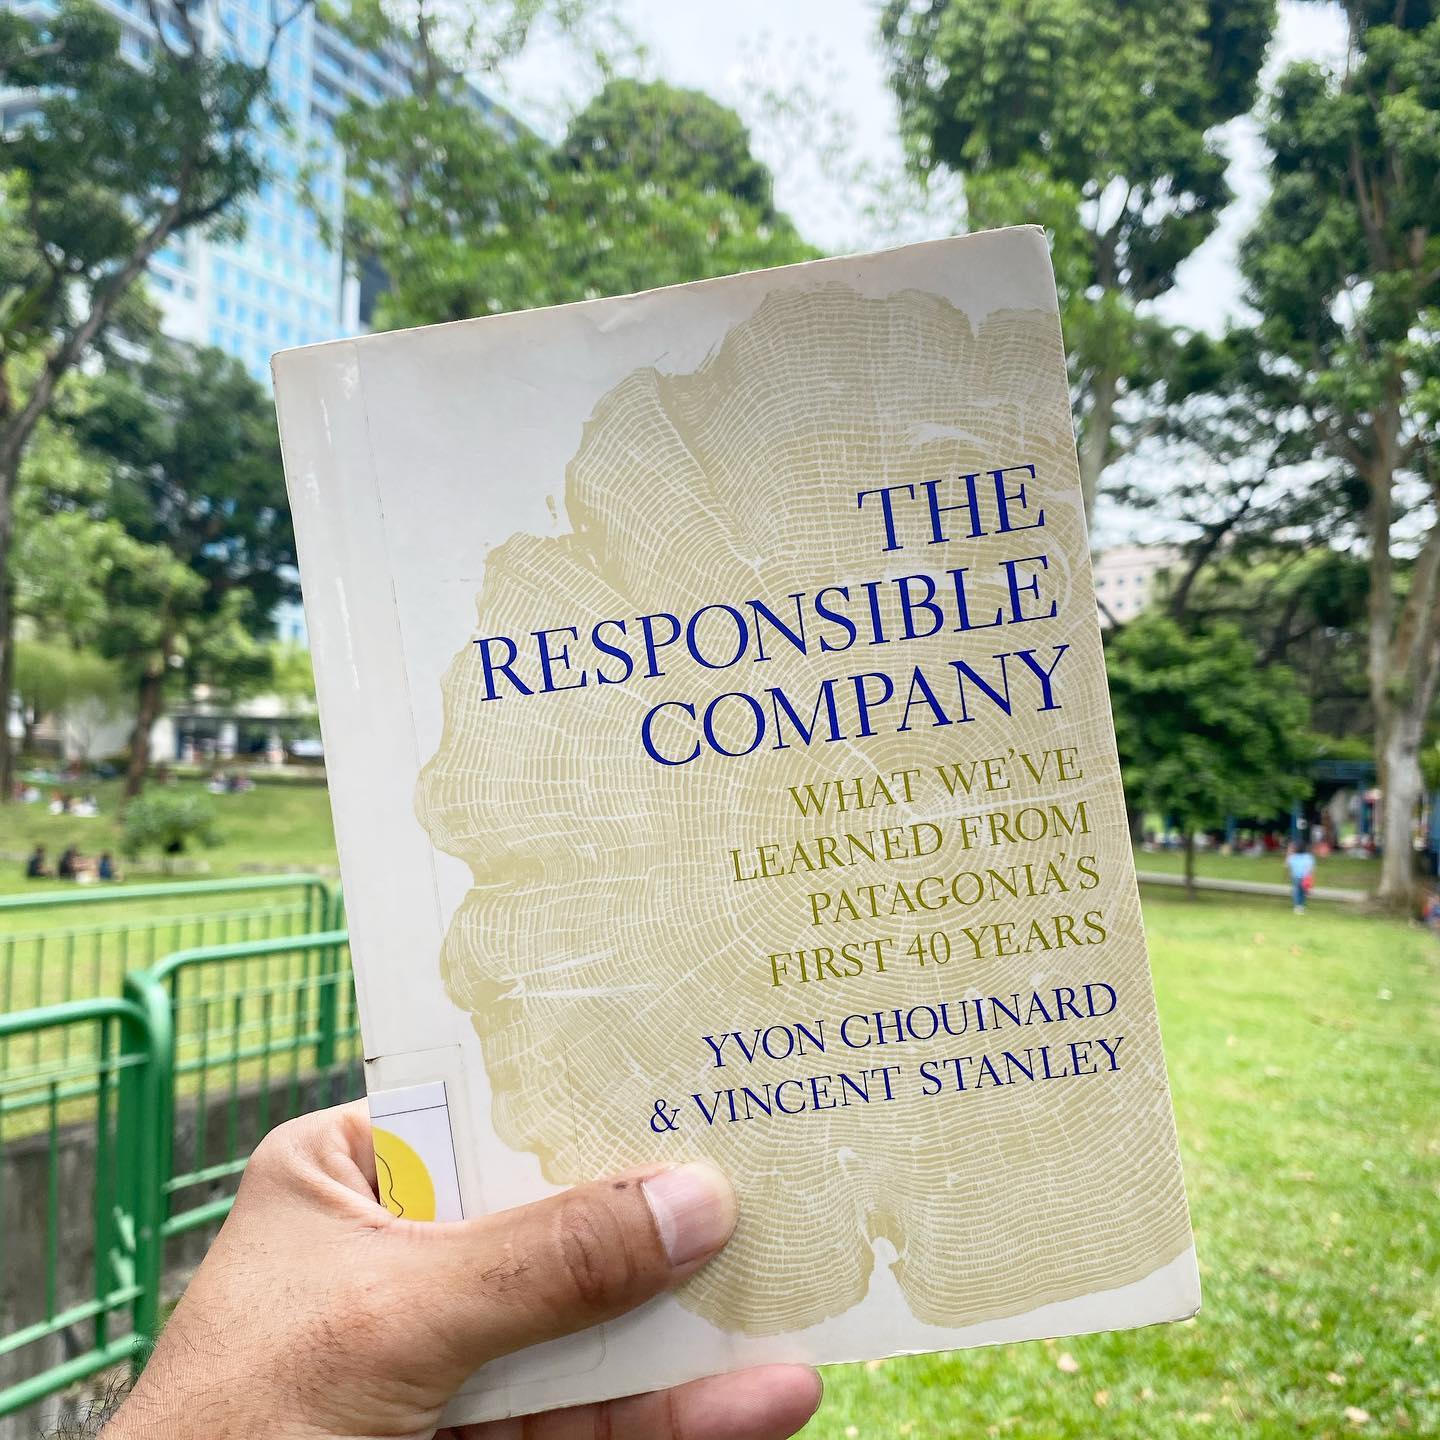 THE
RESPONSIBLE
COMPANY
WHAT WE'VE
LEARNED FROM
PATAGONIA'S
FIRST 40 YEARS
YVON CHOUINARD
& VINCENT STANLEY